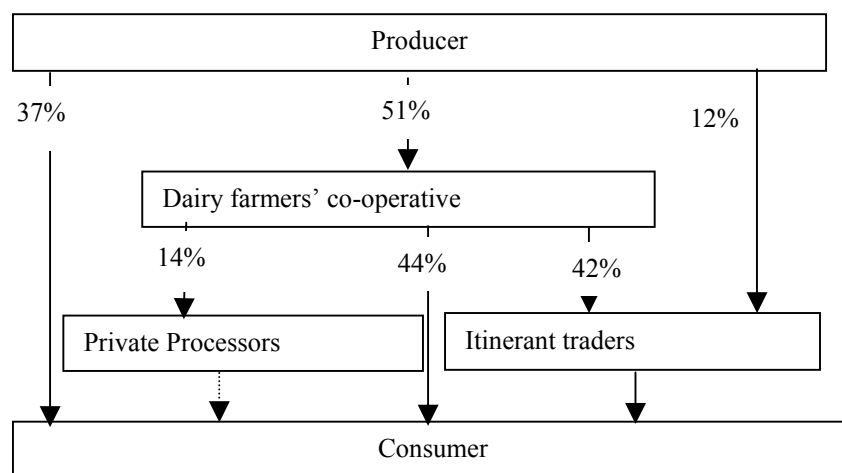 Producer
37%
51%
12%
Dairy farmers’ co-operative
14%
44%
42%
Private Processors
Itinerant traders
Consumer